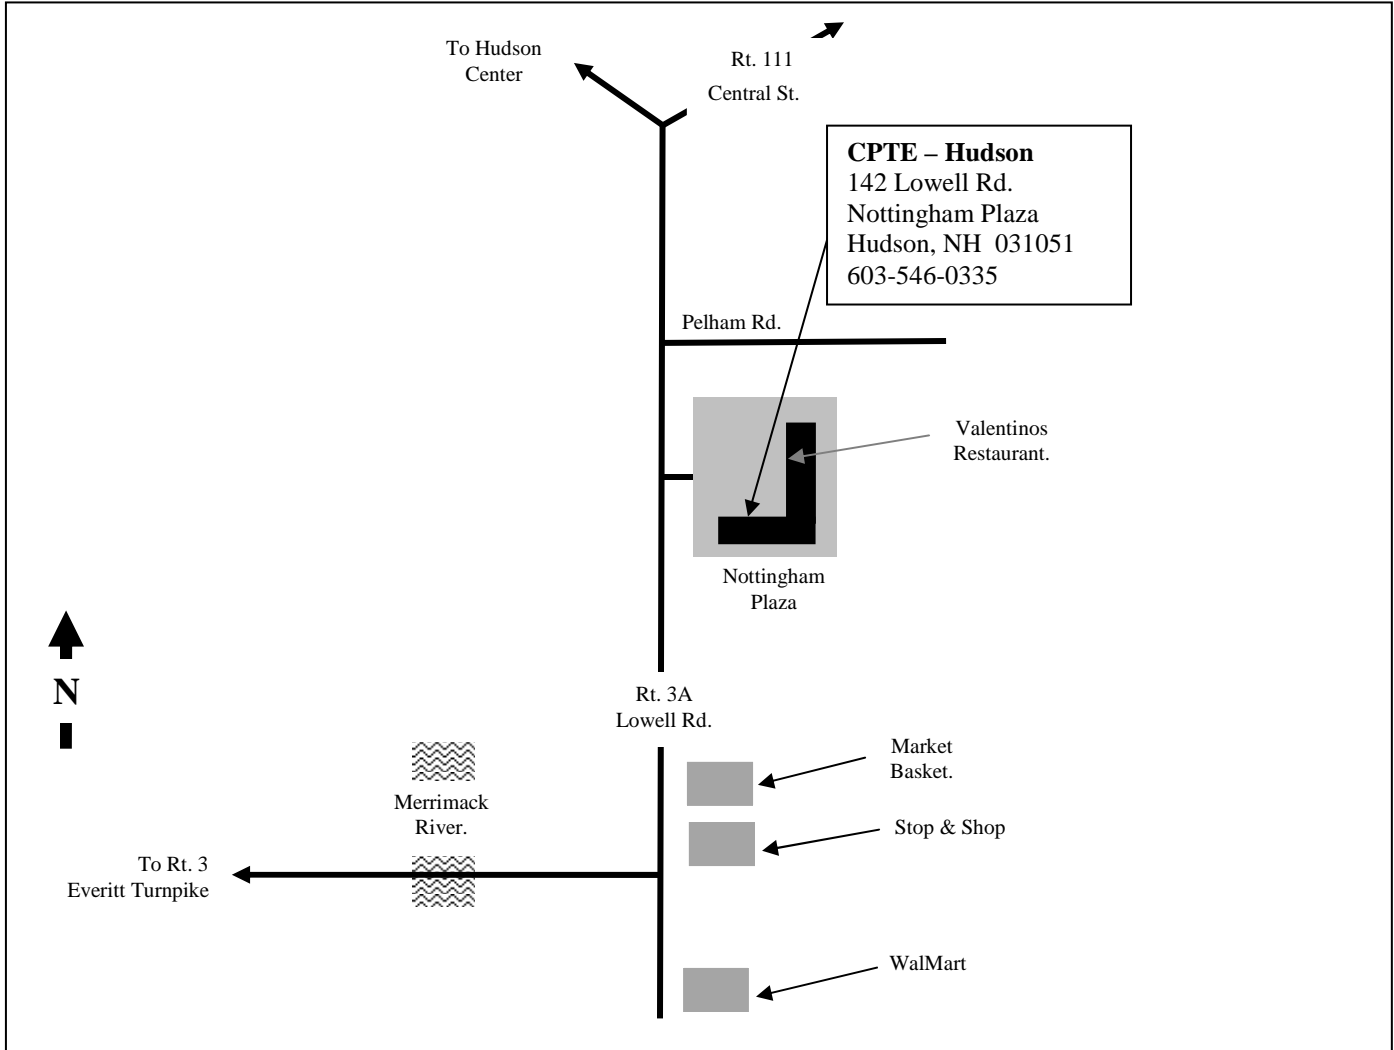 To Hudson
Center
Rt. 111
Central St.
CPTE – Hudson
142 Lowell Rd.
Nottingham Plaza
Hudson, NH  031051
603-546-0335
Pelham Rd.
Valentinos
Restaurant.
Nottingham
Plaza
N
Rt. 3A
Lowell Rd.
Market
Basket.
Merrimack
River.
Stop & Shop
To Rt. 3
Everitt Turnpike
WalMart